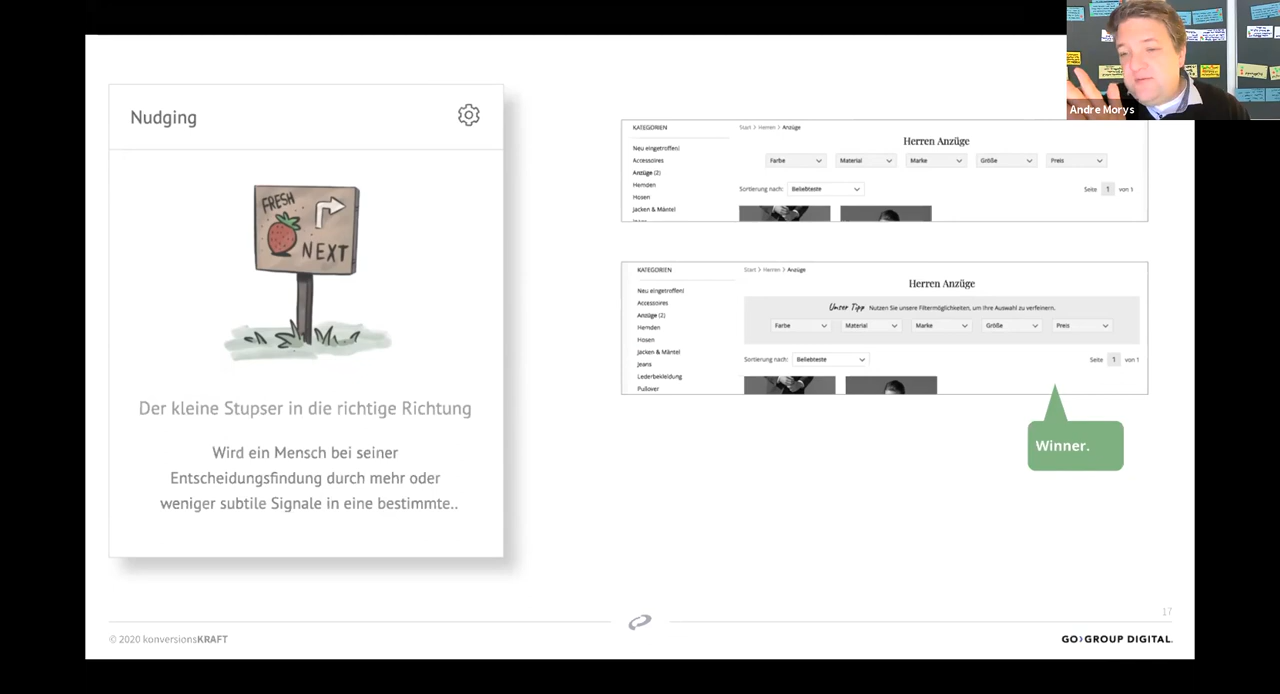 Andre Morys
Nudging
FRESH
NEXT
Der kleine Stupser in die richtige Richtung
Wird ein Mensch bei seiner
Entscheidungsfindung durch mehr oder
weniger subtile Signale in eine bestimmte..
KATEGORIEN
Neu eingetroffen!
Accessoires
Anzüge (2)
Hemden
Hosen
Jacken & Mäntel
Start > Herren > Anzüge
Herren Anzüge
Farbe Material Marke Größe Preis
Sortierung nach: Beliebteste Seite 1 von 1
KATEGORIEN
Neu eingetroffen!
Accessoires
Anzüge (2)
Hemden
Hosen
Jacken & Mäntel
Jeans
Lederbekleidung
Pullover
Start > Herren > Anzüge
Herren Anzüge
Unser Tipp Nutzen Sie unsere Filtermöglichkeiten, um Ihre Auswahl zu verfeinern.
Farbe Material Marke Größe Preis
Sortierung nach: Beliebteste Seite 1 von 1
Winner.
17
© 2020 konversionsKRAFT
GO>GROUP DIGITAL.